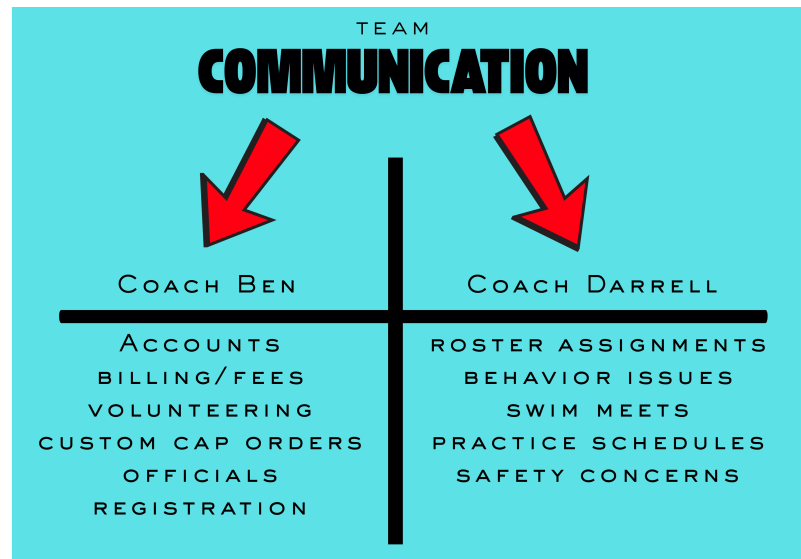 TEAM
COMMUNICATION
COACH BEN
ACCOUNTS
BILLING/FEES
VOLUNTEERING
CUSTOM CAP ORDERS
OFFICIALS
REGISTRATION
COACH DARRELL
ROSTER ASSIGNMENTS
BEHAVIOR ISSUES
SWIM MEETS
PRACTICE SCHEDULES
SAFETY CONCERNS